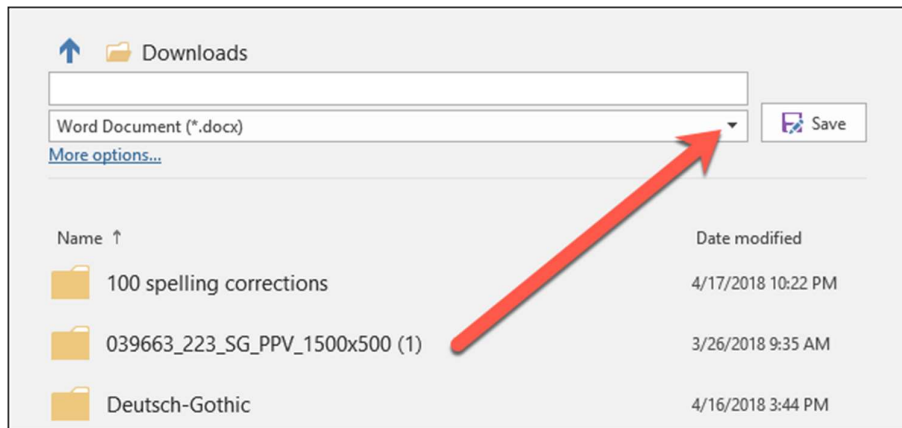 Downloads
Word Document (*.docx)
Save
More options...
Name ↑
Date modified
100 spelling corrections
4/17/2018 10:22 PM
039663_223_SG_PPV_1500x500 (1)
3/26/2018 9:35 AM
Deutsch-Gothic
4/16/2018 3:44 PM